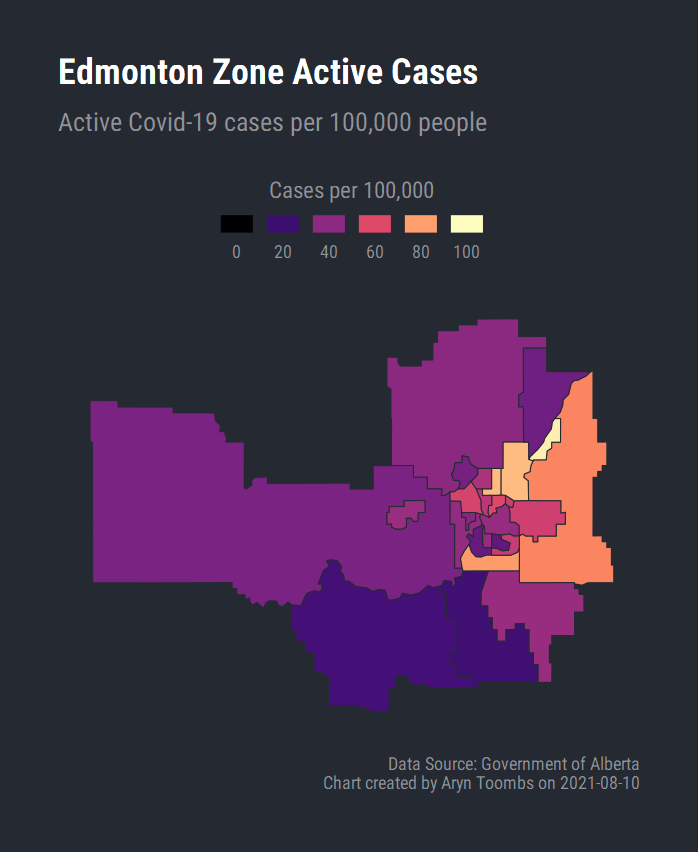 Edmonton Zone Active Cases
Active Covid-19 cases per 100,000 people
Cases per 100,000
0 20 40 60 80 100
Data Source: Government of Alberta
Chart created by Aryn Toombs on 2021-08-10